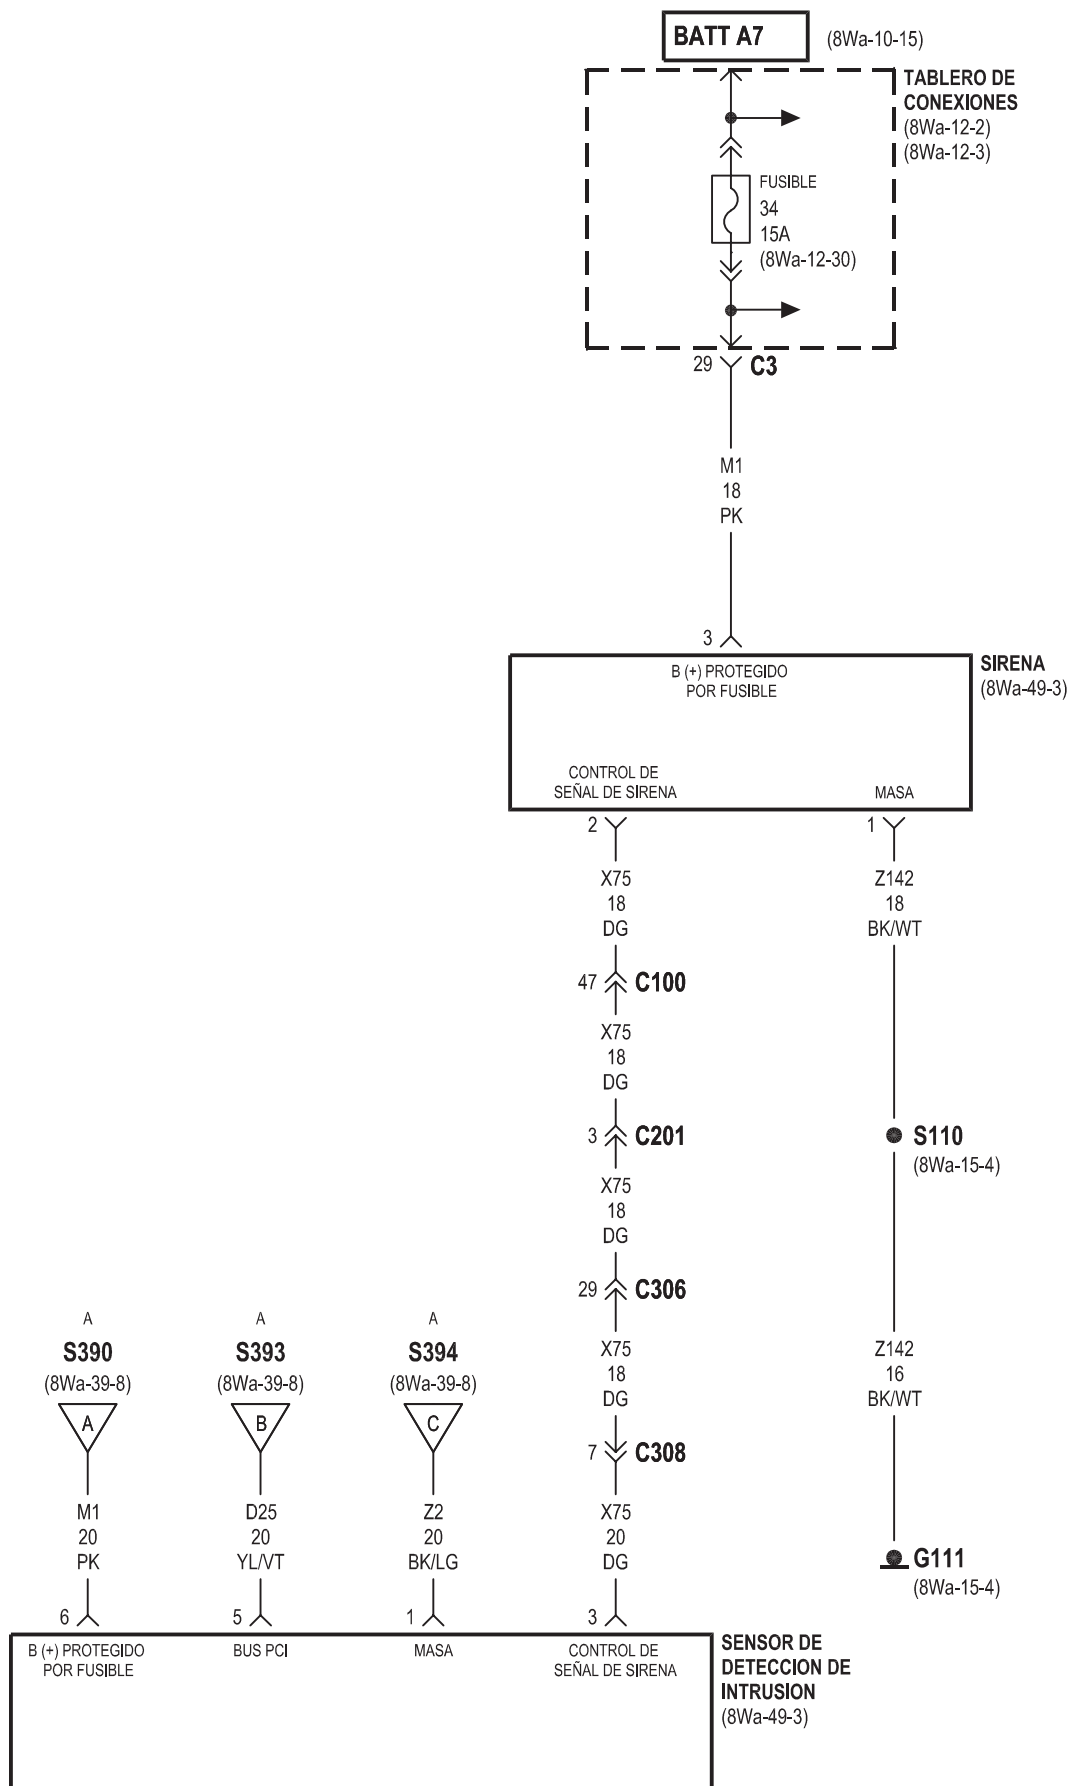 BATT A7
(8Wa-10-15)
TABLERO DE
CONEXIONES
(8Wa-12-2)
(8Wa-12-3)
FUSIBLE
34
15A
(8Wa-12-30)
29
C3
M1
18
PK
3
B (+) PROTEGIDO
POR FUSIBLE
SIRENA
(8Wa-49-3)
CONTROL DE
SEÑAL DE SIRENA
MASA
2
1
X75
18
DG
Z142
18
BK/WT
47
C100
X75
18
DG
3
C201
S110
(8Wa-15-4)
X75
18
DG
29
C306
A
S390
(8Wa-39-8)
A
A
S393
(8Wa-39-8)
B
A
S394
(8Wa-39-8)
C
X75
18
DG
Z142
16
BK/WT
7
C308
M1
20
PK
D25
20
YL/VT
Z2
20
BK/LG
X75
20
DG
G111
(8Wa-15-4)
6
5
1
3
B (+) PROTEGIDO
POR FUSIBLE
BUS PCI
MASA
CONTROL DE
SEÑAL DE SIRENA
SENSOR DE
DETECCION DE
INTRUSION
(8Wa-49-3)